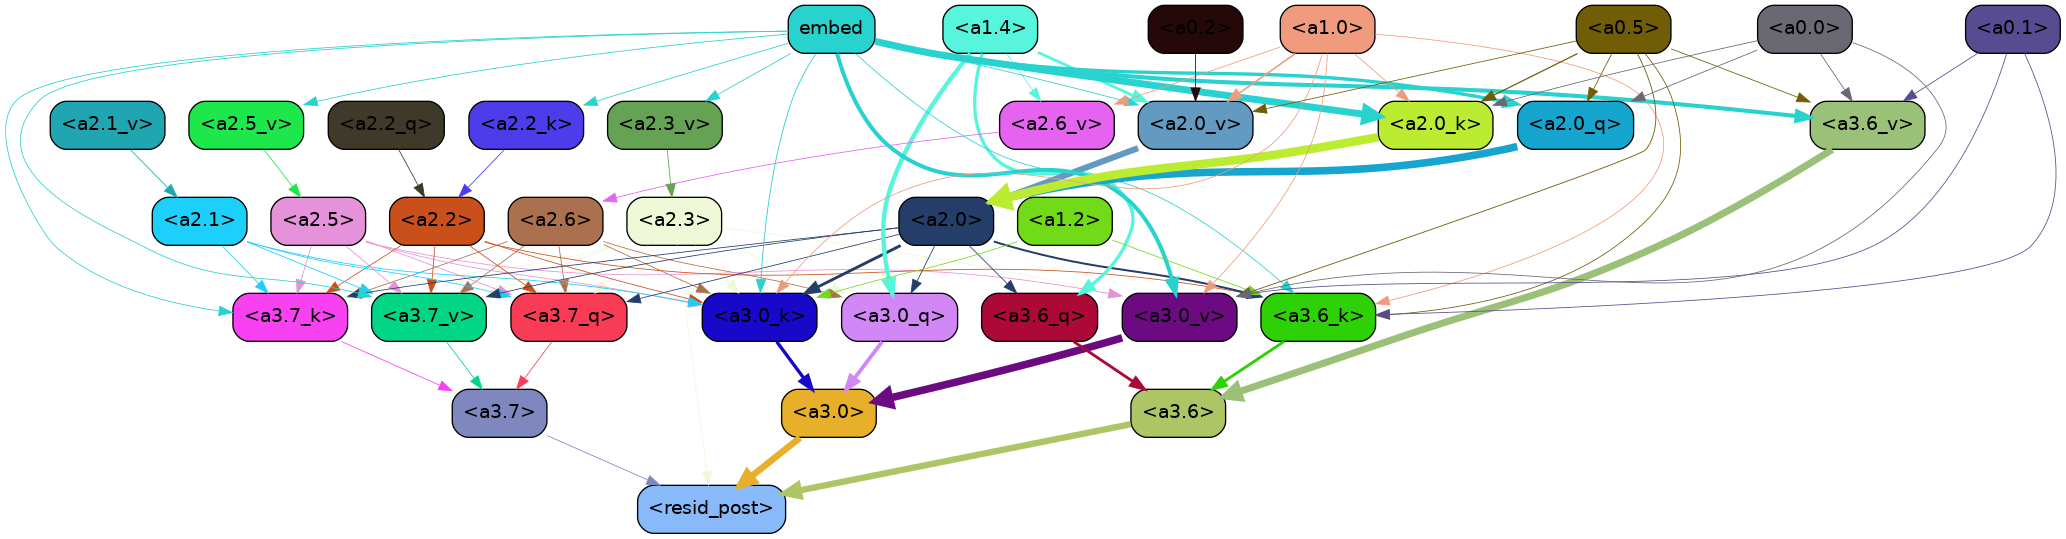 embed <a1.4> <a0.2> <a1.0> <a0.5> <a0.0> <a0.1>
<a2.1_v> <a2.5_v> <a2.2_q> <a2.2_k> <a2.3_v> <a2.6_v> <a2.0_v> <a2.0_k> <a2.0_q> <a3.6_v>
<a2.1> <a2.5> <a2.2> <a2.6> <a2.3> <a2.0> <a1.2>
<a3.7_k> <a3.7_v> <a3.7_q> <a3.0_k> <a3.0_q> <a3.6_q> <a3.0_v> <a3.6_k>
<a3.7> <a3.0> <a3.6>
<resid_post>